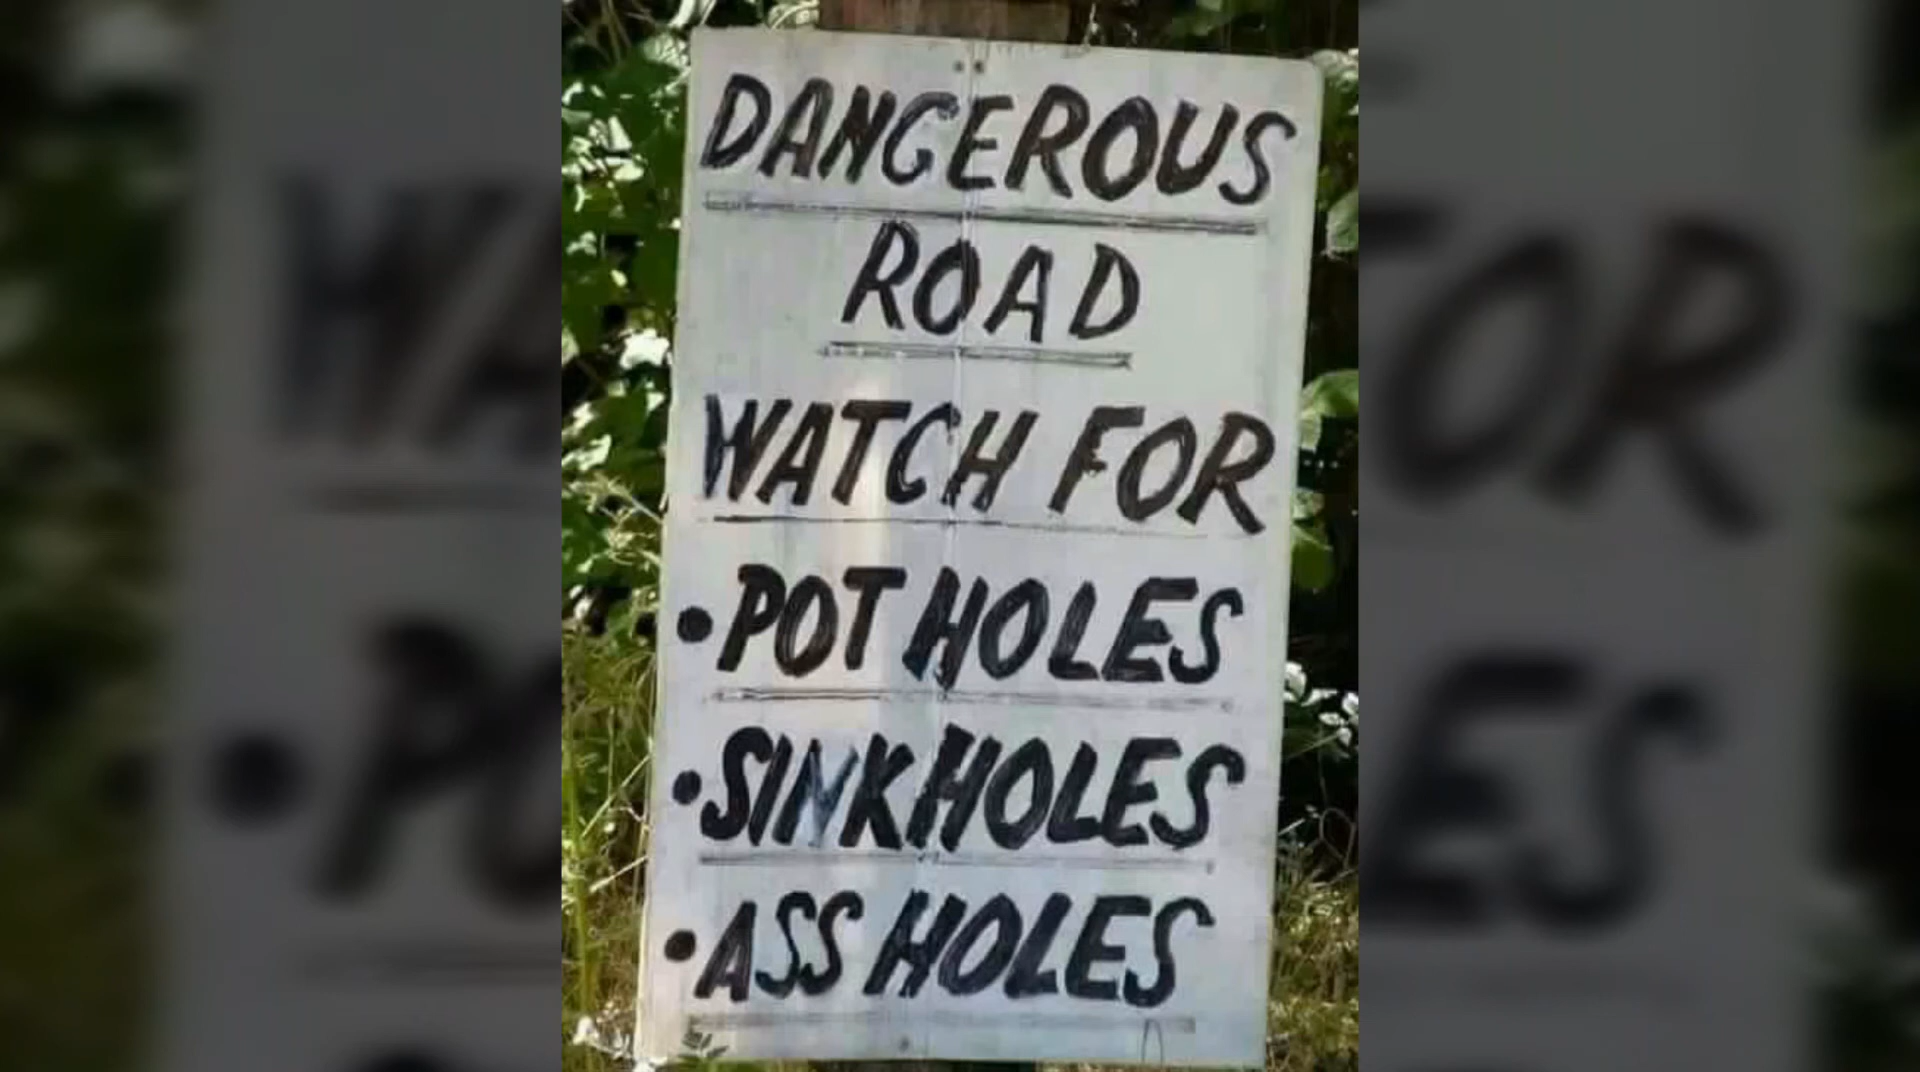 DANGEROUS
ROAD
WATCH FOR
• POT HOLES
• SINKHOLES
• ASS HOLES